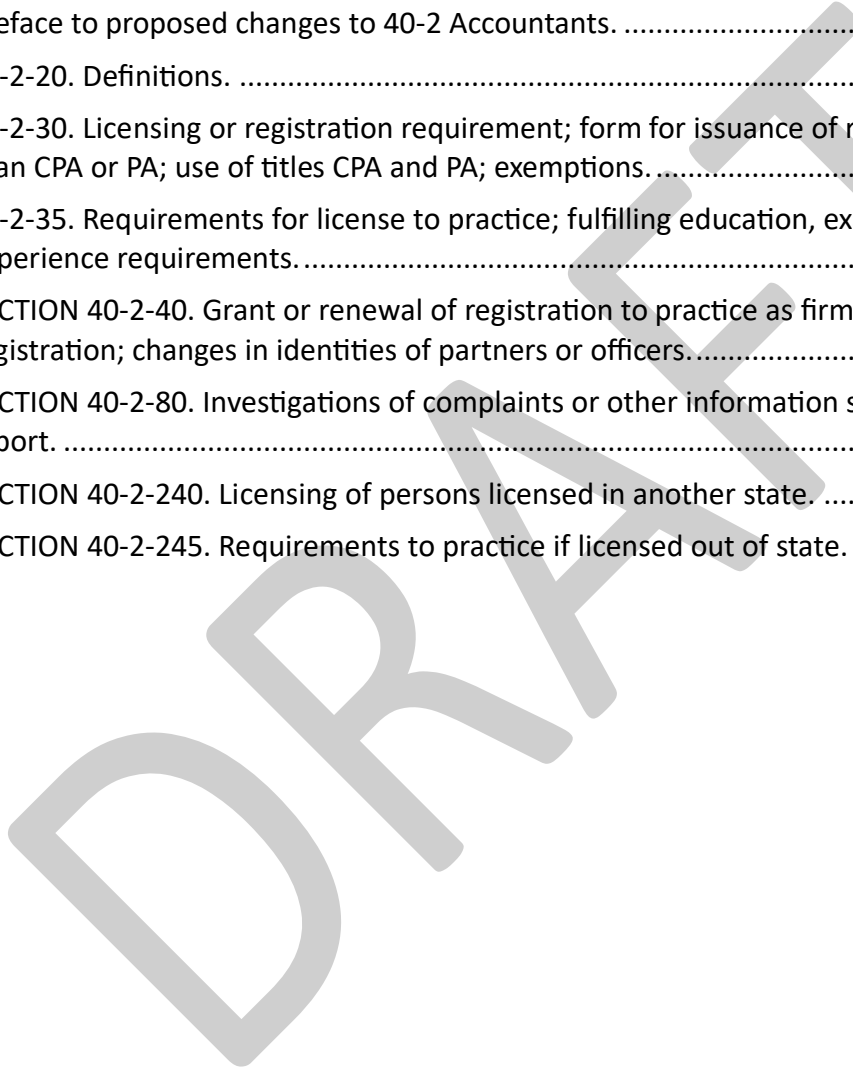 eface to proposed changes to 40-2 Accountants. ............................
-2-20. Definitions. ............................................................................
-2-30. Licensing or registration requirement; form for issuance of r
an CPA or PA; use of titles CPA and PA; exemptions. .........................
-2-35. Requirements for license to practice; fulfilling education, ex
perience requirements. .....................................................................
CTION 40-2-40. Grant or renewal of registration to practice as firm
gistration; changes in identities of partners or officers. ....................
CTION 40-2-80. Investigations of complaints or other information s
port. ..................................................................................................
CTION 40-2-240. Licensing of persons licensed in another state. ....
CTION 40-2-245. Requirements to practice if licensed out of state.
DRAFT